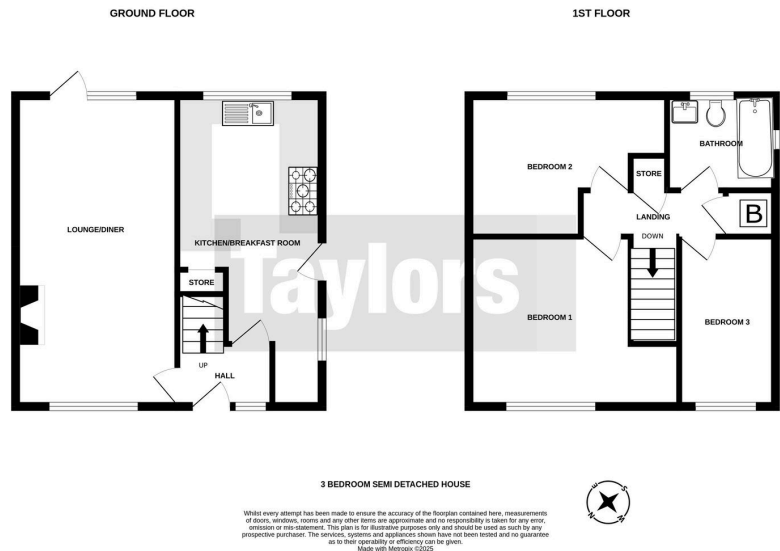 GROUND FLOOR
1ST FLOOR
LOUNGE/DINER
KITCHEN/BREAKFAST ROOM
STORE
UP
HALL
BEDROOM 2
BATHROOM
STORE
B
LANDING
DOWN
BEDROOM 1
BEDROOM 3
Taylors
3 BEDROOM SEMI DETACHED HOUSE
N
E
S
W
Whilst every attempt has been made to ensure the accuracy of the floorplan contained here, measurements
of doors, windows, rooms and any other items are approximate and no responsibility is taken for any error,
omission or mis-statement. This plan is for illustrative purposes only and should be used as such by any
prospective purchaser. The services, systems and appliances shown have not been tested and no guarantee
as to their operability or efficiency can be given.
Made with Metropix ©2025